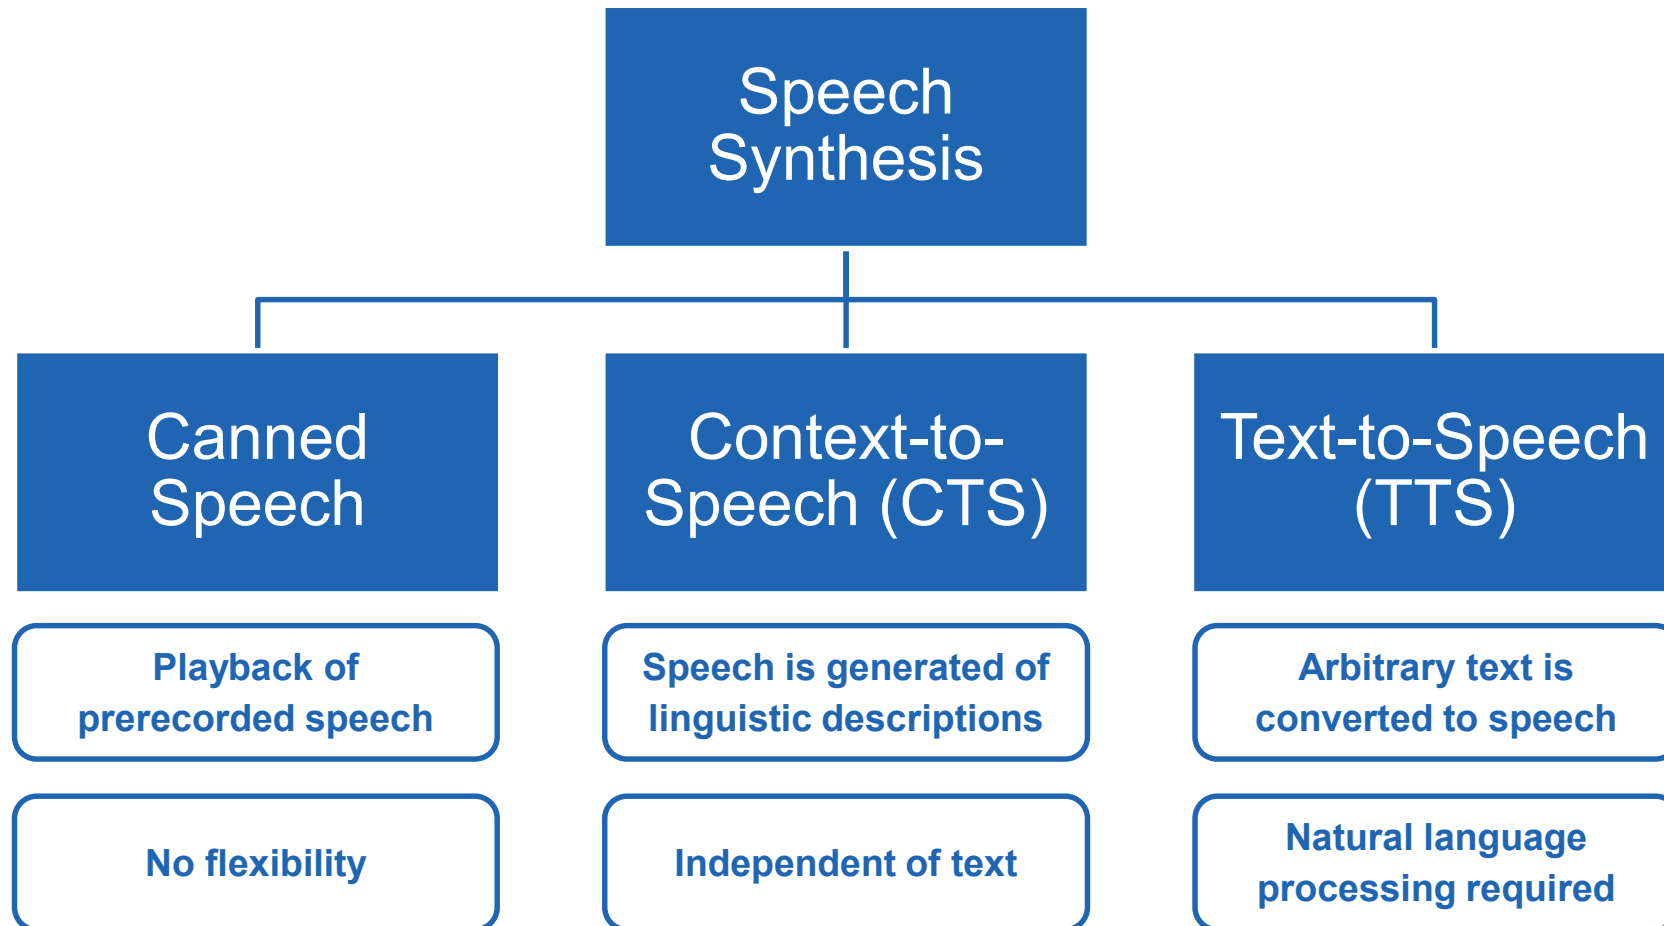 Speech
Synthesis
Canned
Speech
Context-to-
Speech (CTS)
Text-to-Speech
(TTS)
Playback of
prerecorded speech
Speech is generated of
linguistic descriptions
Arbitrary text is
converted to speech
No flexibility
Independent of text
Natural language
processing required